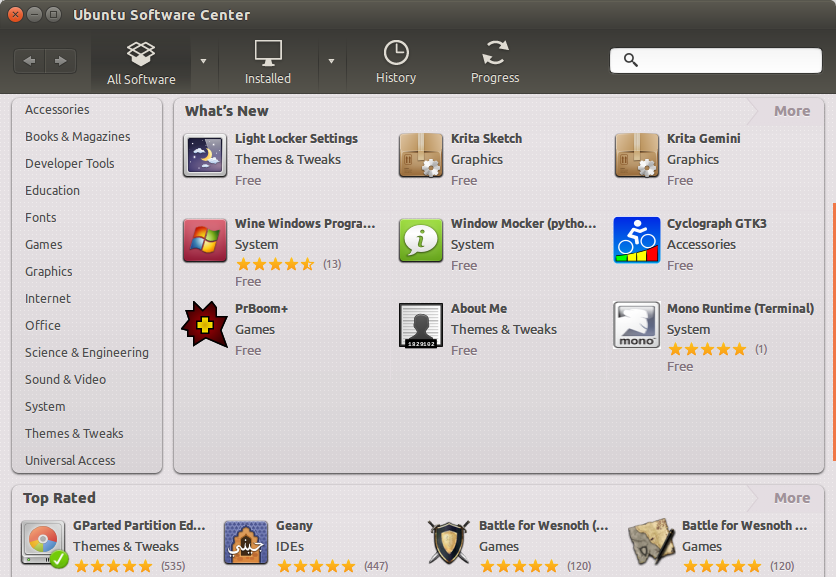 Ubuntu Software Center
All Software
Installed
History
Progress
Accessories
Books & Magazines
Developer Tools
Education
Fonts
Games
Graphics
Internet
Office
Science & Engineering
Sound & Video
System
Themes & Tweaks
Universal Access
What's New
More
Light Locker Settings
Themes & Tweaks
Free
Krita Sketch
Graphics
Free
Krita Gemini
Graphics
Free
Wine Windows Progra...
System
(13)
Free
Window Mocker (pytho...
System
Free
Cyclograph GTK3
Accessories
Free
PrBoom+
Games
Free
1829182
About Me
Themes & Tweaks
Free
mono
Mono Runtime (Terminal)
System
(1)
Free
Top Rated
More
GParted Partition Ed...
Themes & Tweaks
(535)
Geany
IDEs
(447)
Battle for Wesnoth (...
Games
(120)
Battle for Wesnoth ...
Games
(120)